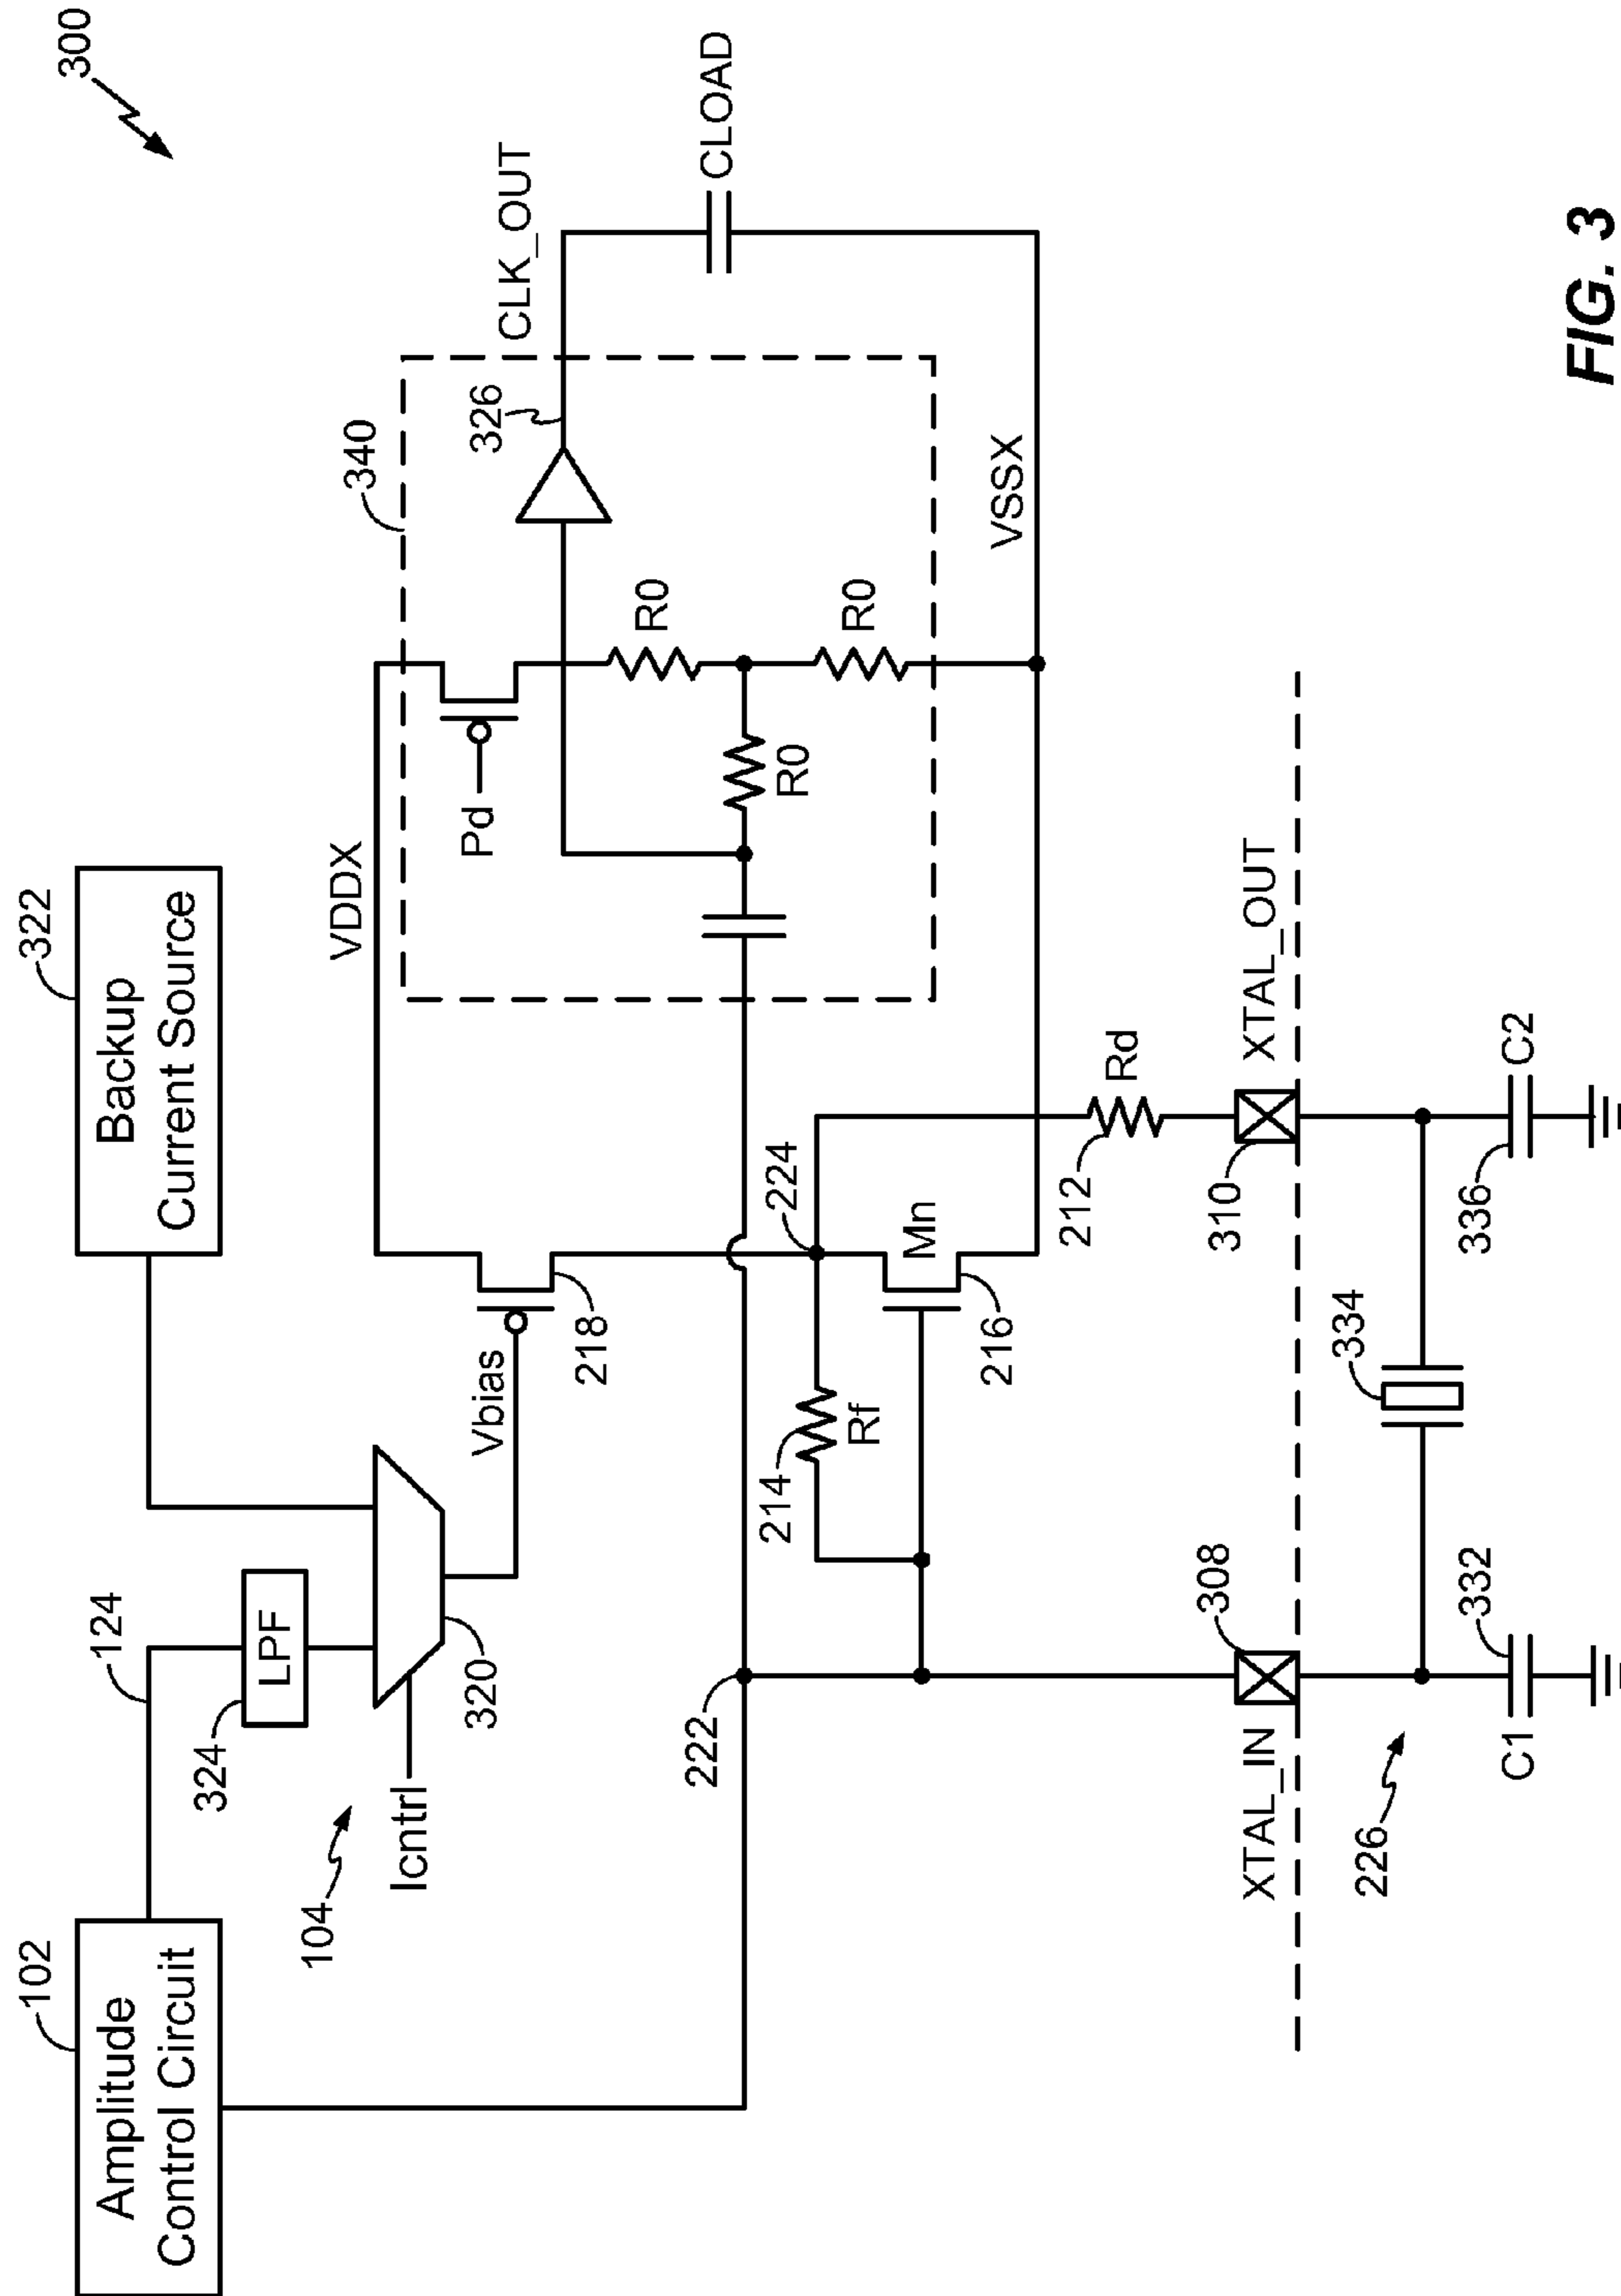 300
102
Amplitude
Control Circuit
124
324
LPF
104
Icntrl
320
322
Backup
Current Source
Vbias
218
VDDX
340
Pd
R0
R0
R0
326
CLK_OUT
CLOAD
VSSX
222
224
214
Rf
Mn
216
212
Rd
XTAL_IN
308
310
XTAL_OUT
226
334
C1
332
336
C2
FIG. 3